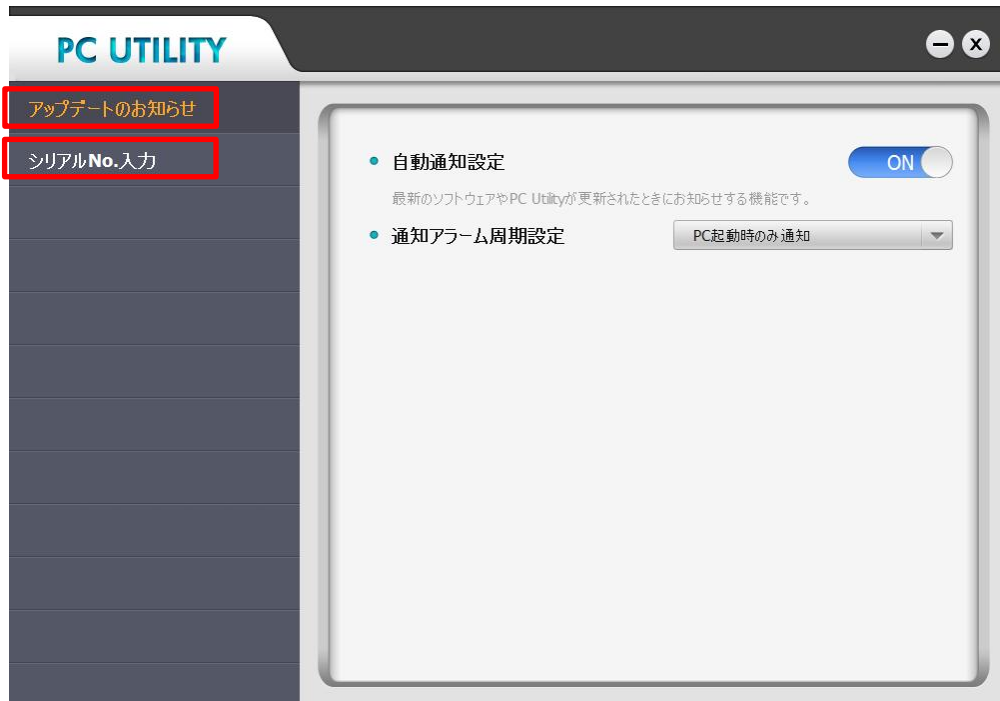 PC UTILITY
アップデートのお知らせ
シリアルNo.入力
自動通知設定
ON
最新のソフトウェアやPC Utilityが更新されたときにお知らせする機能です。
通知アラーム周期設定
PC起動時のみ通知